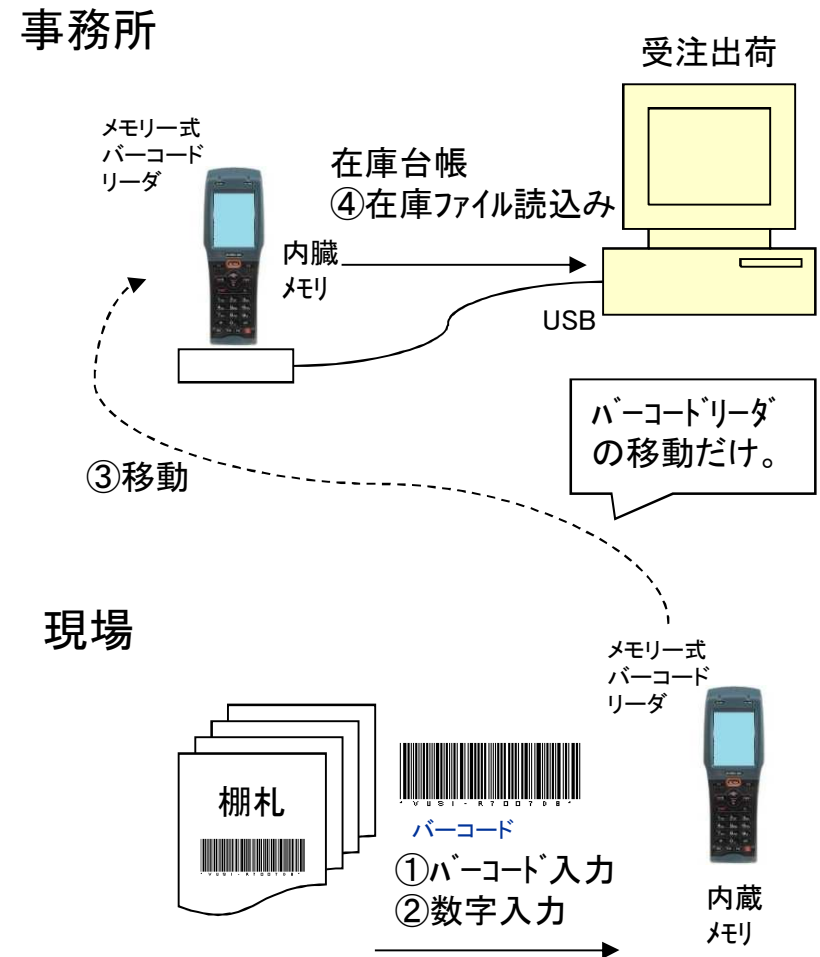 事務所
受注出荷
メモリー式
バーコード
リーダ
在庫台帳
④在庫ファイル読込み
内臓
メモリ
USB
バーコードリーダ
の移動だけ。
③移動
現場
メモリー式
バーコード
リーダ
棚札
*VUSI-R7007DB*
バーコード
①バーコード入力
②数字入力
内蔵
メモリ